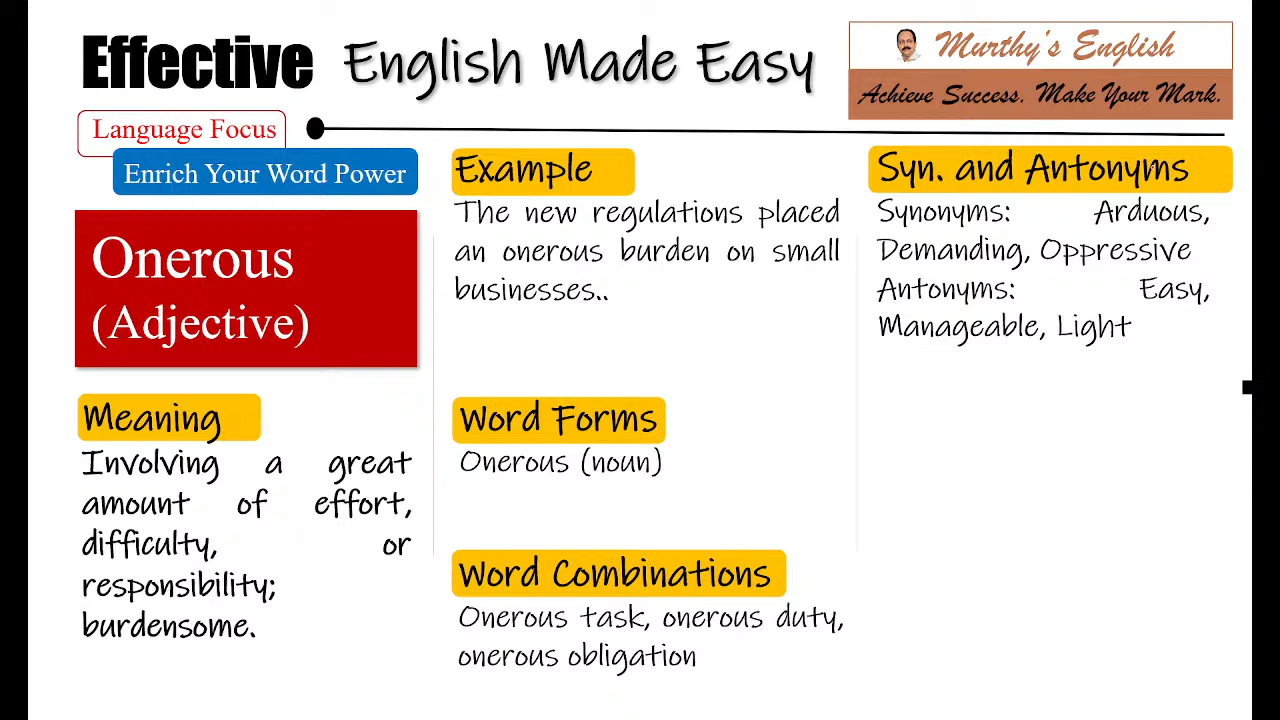 Effective English Made Easy
Murthy's English
Achieve Success. Make Your Mark.
Language Focus
Enrich Your Word Power
Onerous
(Adjective)
Meaning
Involving a great
amount of effort,
difficulty, or
responsibility;
burdensome.
Example
The new regulations placed
an onerous burden on small
businesses..
Word Forms
Onerous (noun)
Word Combinations
Onerous task, onerous duty,
onerous obligation
Syn. and Antonyms
Synonyms: Arduous,
Demanding, Oppressive
Antonyms: Easy,
Manageable, Light